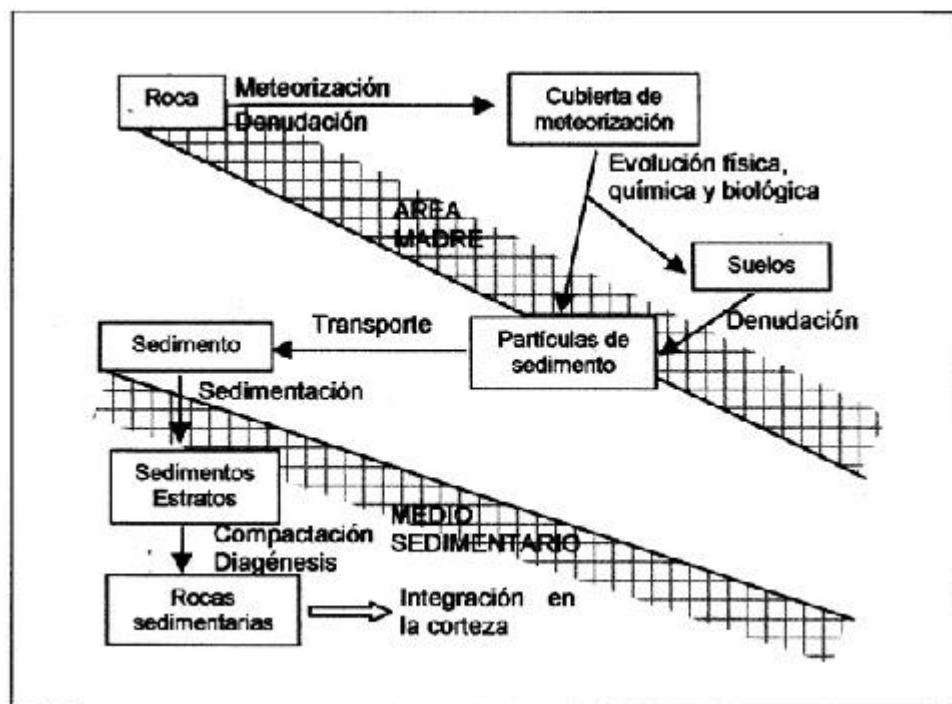 Roca
Meteorización
Denudación
Cubierta de
meteorización
Evolución física,
química y biológica
AREA
MADRE
Suelos
Denudación
Partículas de
sedimento
Transporte
Sedimento
Sedimentación
Sedimentos
Estratos
MEDIO
SEDIMENTARIO
Compactación
Diagénesis
Rocas
sedimentarias
Integración en
la corteza